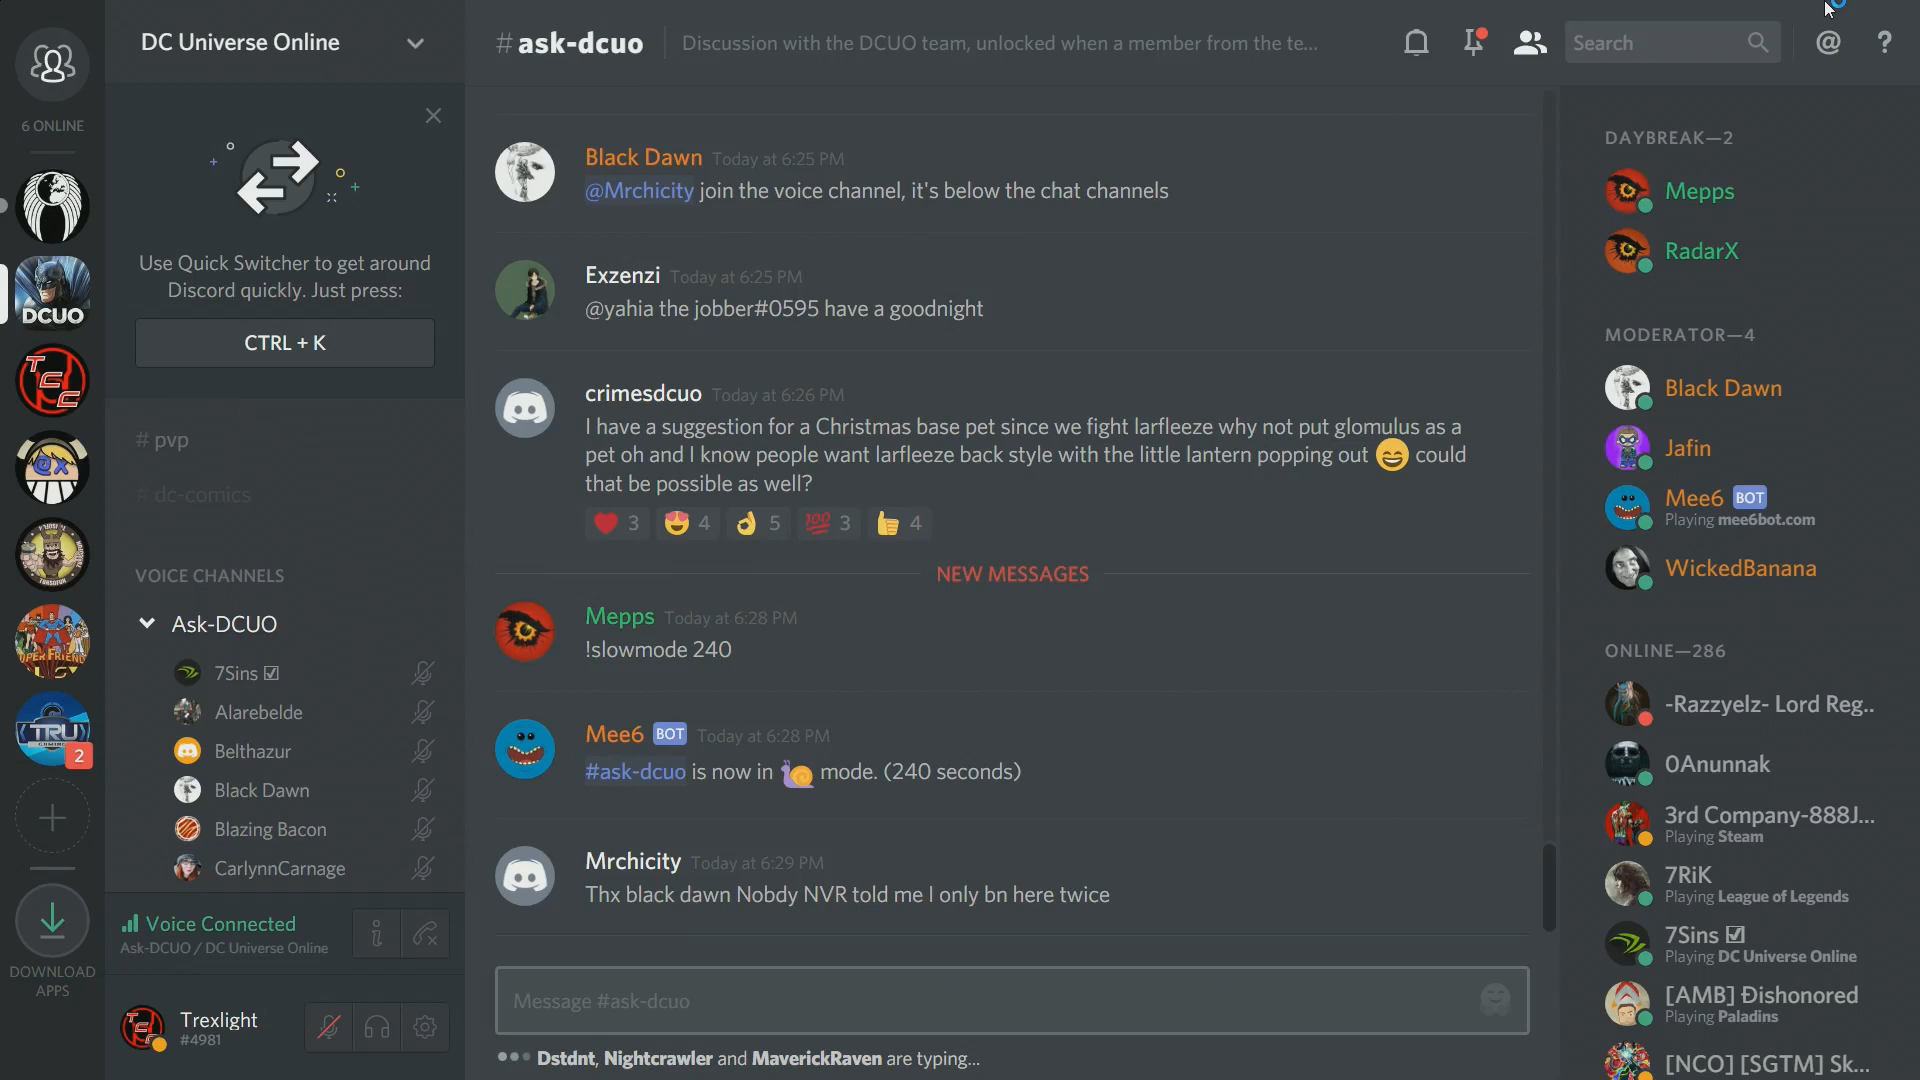 6 ONLINE
DCUO
TCC
@X
TRU
2
DOWNLOAD
APPS
DC Universe Online
Use Quick Switcher to get around
Discord quickly. Just press:
CTRL + K
# pvp
# dc-comics
VOICE CHANNELS
Ask-DCUO
7Sins ☑
Alarebelde
Belthazur
Black Dawn
Blazing Bacon
CarlynnCarnage
Voice Connected
Ask-DCUO / DC Universe Online
Trexlight
#4981
# ask-dcuo
Discussion with the DCUO team, unlocked when a member from the te...
Search
@
?
Black Dawn Today at 6:25 PM
@Mrchicity join the voice channel, it's below the chat channels
Exzenzi Today at 6:25 PM
@yahia the jobber#0595 have a goodnight
crimesdcuo Today at 6:26 PM
I have a suggestion for a Christmas base pet since we fight larfleeze why not put glomulus as a
pet oh and I know people want larfleeze back style with the little lantern popping out 😄 could
that be possible as well?
❤️ 3 😍 4 👌 5 💯 3 👍 4
NEW MESSAGES
Mepps Today at 6:28 PM
!slowmode 240
Mee6 BOT Today at 6:28 PM
#ask-dcuo is now in 🐌 mode. (240 seconds)
Mrchicity Today at 6:29 PM
Thx black dawn Nobdy NVR told me I only bn here twice
Message #ask-dcuo
Dstdnt, Nightcrawler and MaverickRaven are typing...
DAYBREAK—2
Mepps
RadarX
MODERATOR—4
Black Dawn
Jafin
Mee6 BOT
Playing mee6bot.com
WickedBanana
ONLINE—286
-Razzyelz- Lord Reg..
0Anunnak
3rd Company-888J...
Playing Steam
7RiK
Playing League of Legends
7Sins ☑
Playing DC Universe Online
[AMB] Đishonored
Playing Paladins
[NCO] [SGTM] Sk...